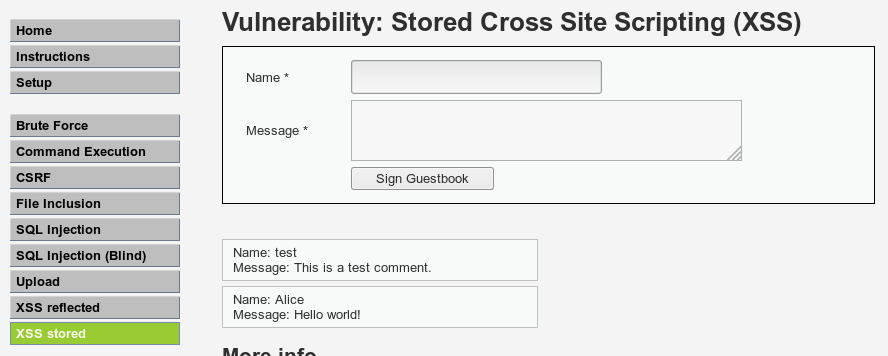 Home
Instructions
Setup
Brute Force
Command Execution
CSRF
File Inclusion
SQL Injection
SQL Injection (Blind)
Upload
XSS reflected
XSS stored
Vulnerability: Stored Cross Site Scripting (XSS)
Name *
Message *
Sign Guestbook
Name: test
Message: This is a test comment.
Name: Alice
Message: Hello world!
More info